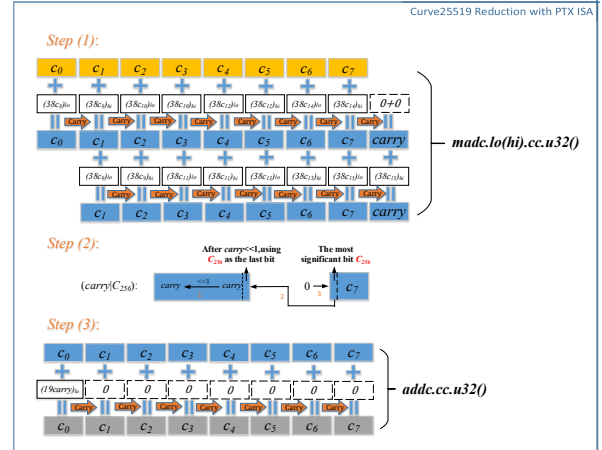 Curve25519 Reduction with PTX ISA
Step (1):
c0 c1 c2 c3 c4 c5 c6 c7
(38c8)lo (38c8)hi (38c10)lo (38c10)hi (38c12)lo (38c12)hi (38c14)lo (38c14)hi 0+0
Carry Carry Carry Carry Carry Carry Carry Carry
c0 c1 c2 c3 c4 c5 c6 c7 carry
madc.lo(hi).cc.u32()
(38c9)lo (38c9)hi (38c11)lo (38c11)hi (38c13)lo (38c13)hi (38c15)lo (38c15)hi
Carry Carry Carry Carry Carry Carry Carry
c1 c2 c3 c4 c5 c6 c7 carry
Step (2):
After carry<<1,using
C256 as the last bit
The most
significant bit C256
(carry|C256):
carry <<1 carry
2
0 3 c7
Step (3):
c0 c1 c2 c3 c4 c5 c6 c7
(19carry)lo 0 0 0 0 0 0 0
addc.cc.u32()
Carry Carry Carry Carry Carry Carry Carry
c0 c1 c2 c3 c4 c5 c6 c7